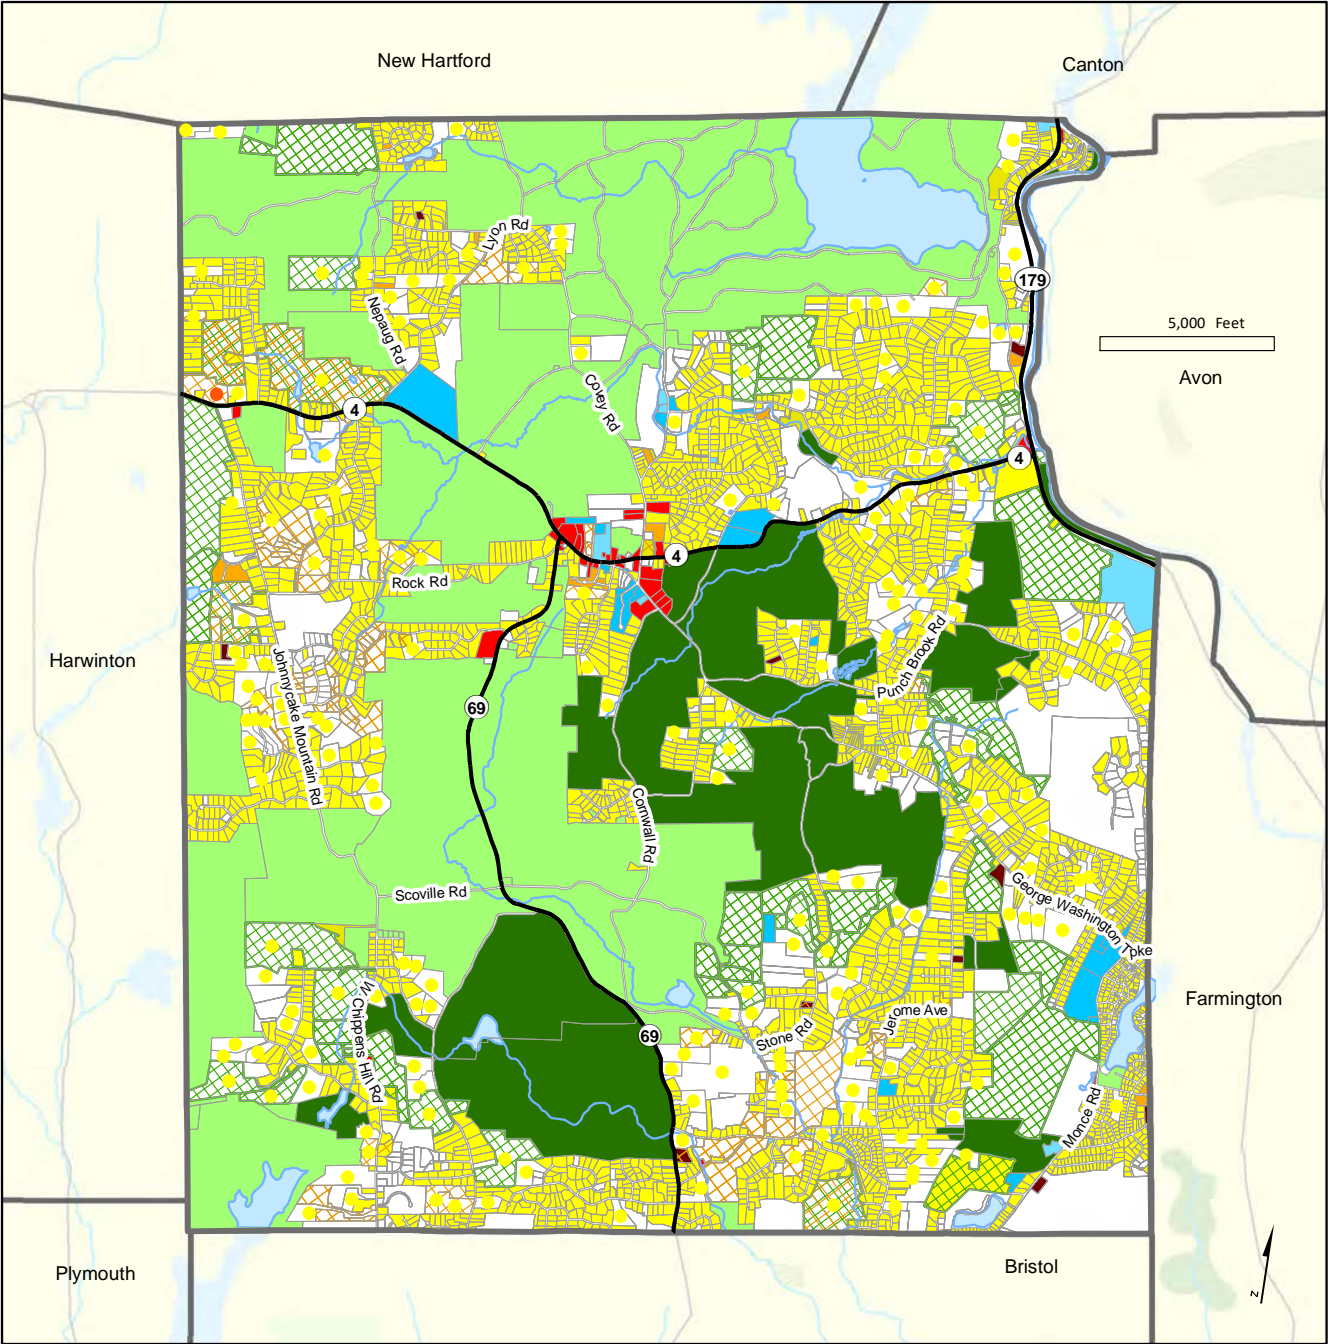 New Hartford
Canton
Lyon Rd
179
Nepaug Rd
5,000 Feet
Avon
Covey Rd
4
4
4
Rock Rd
Harwinton
Johnnycake Mountain Rd
Punch Brook Rd
69
Cornwall Rd
Scoville Rd
George Washington Tpke
W Chippens Hill Rd
Farmington
Jerome Ave
Stone Rd
69
Monce Rd
Plymouth
Bristol
z